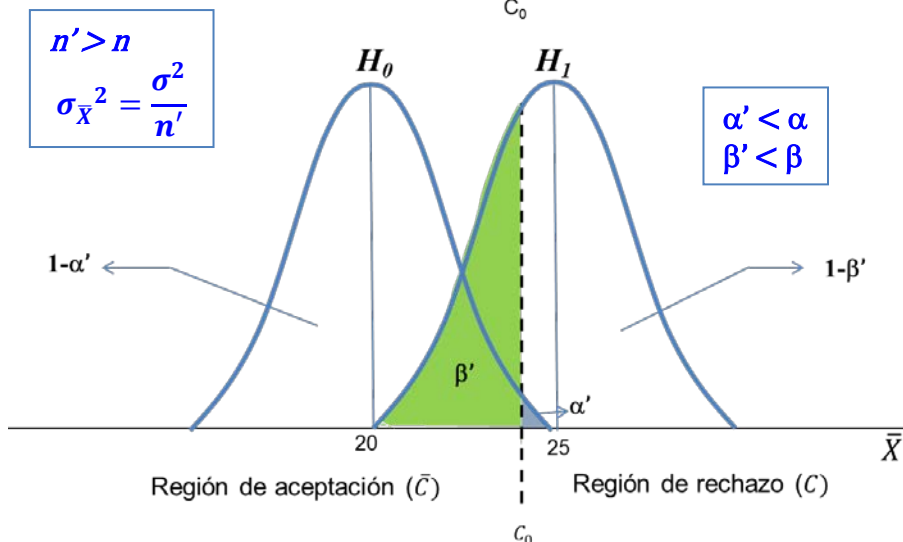 C₀
n' > n
σ_X̄² = σ²/n'
H₀
H₁
α' < α
β' < β
1-α'
1-β'
β'
α'
20
25
X̄
Región de aceptación (C̄)
Región de rechazo (C)
C₀